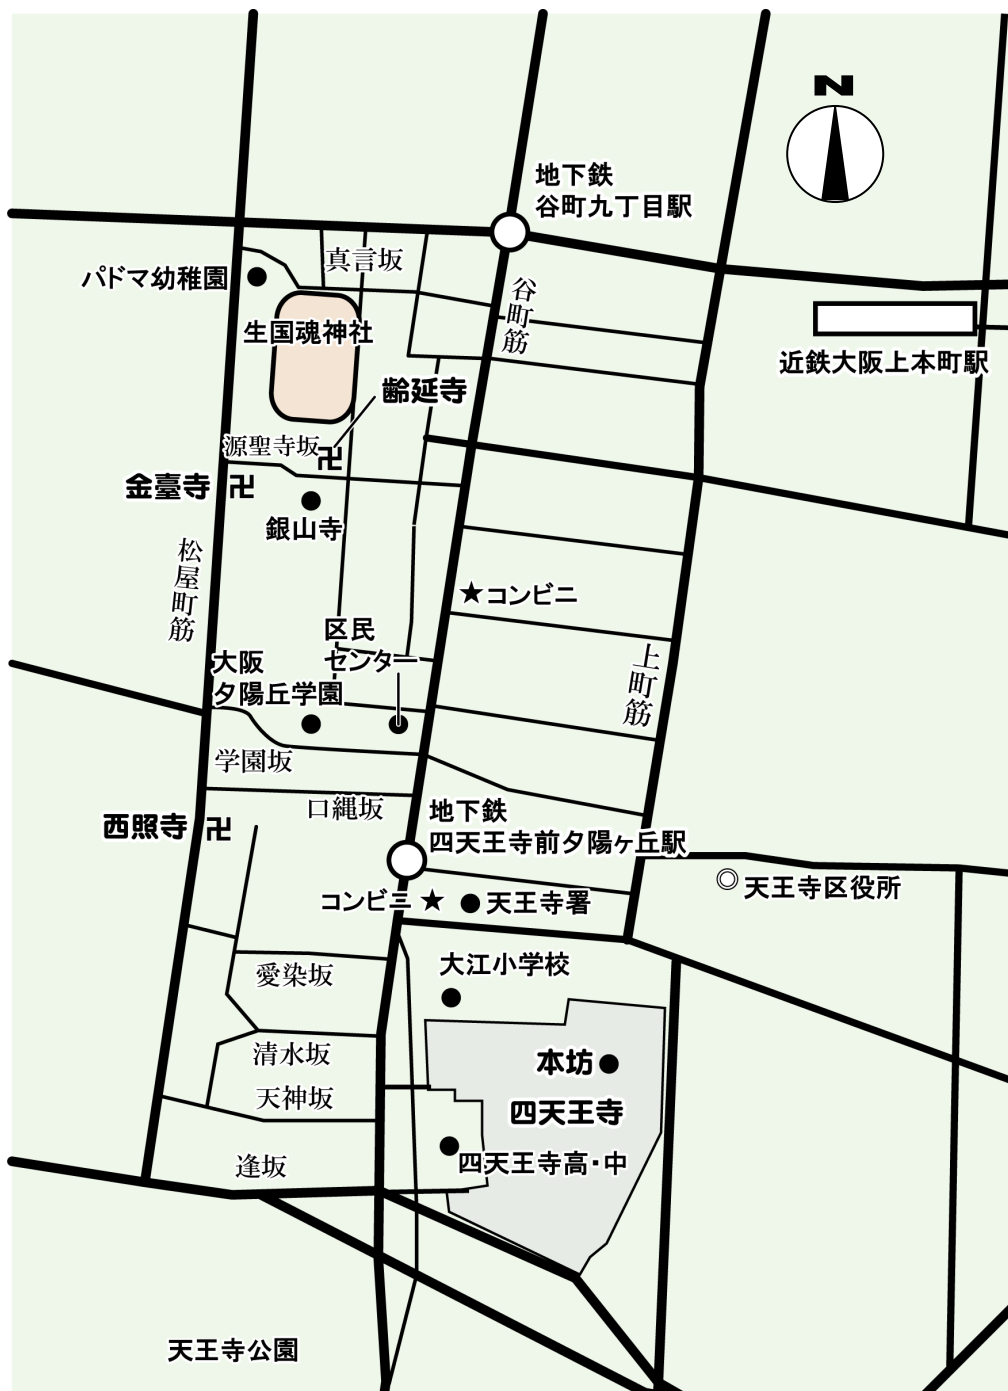 N
地下鉄
谷町九丁目駅
真言坂
パドマ幼稚園
谷町筋
生国魂神社
近鉄大阪上本町駅
齢延寺
源聖寺坂
卍
金臺寺 卍
銀山寺
松屋町筋
★コンビニ
区民
センター
大阪
夕陽丘学園
上町筋
学園坂
口縄坂
地下鉄
四天王寺前夕陽ヶ丘駅
西照寺 卍
天王寺区役所
コンビニ ★
天王寺署
大江小学校
愛染坂
清水坂
本坊
天神坂
四天王寺
逢坂
四天王寺高・中
天王寺公園